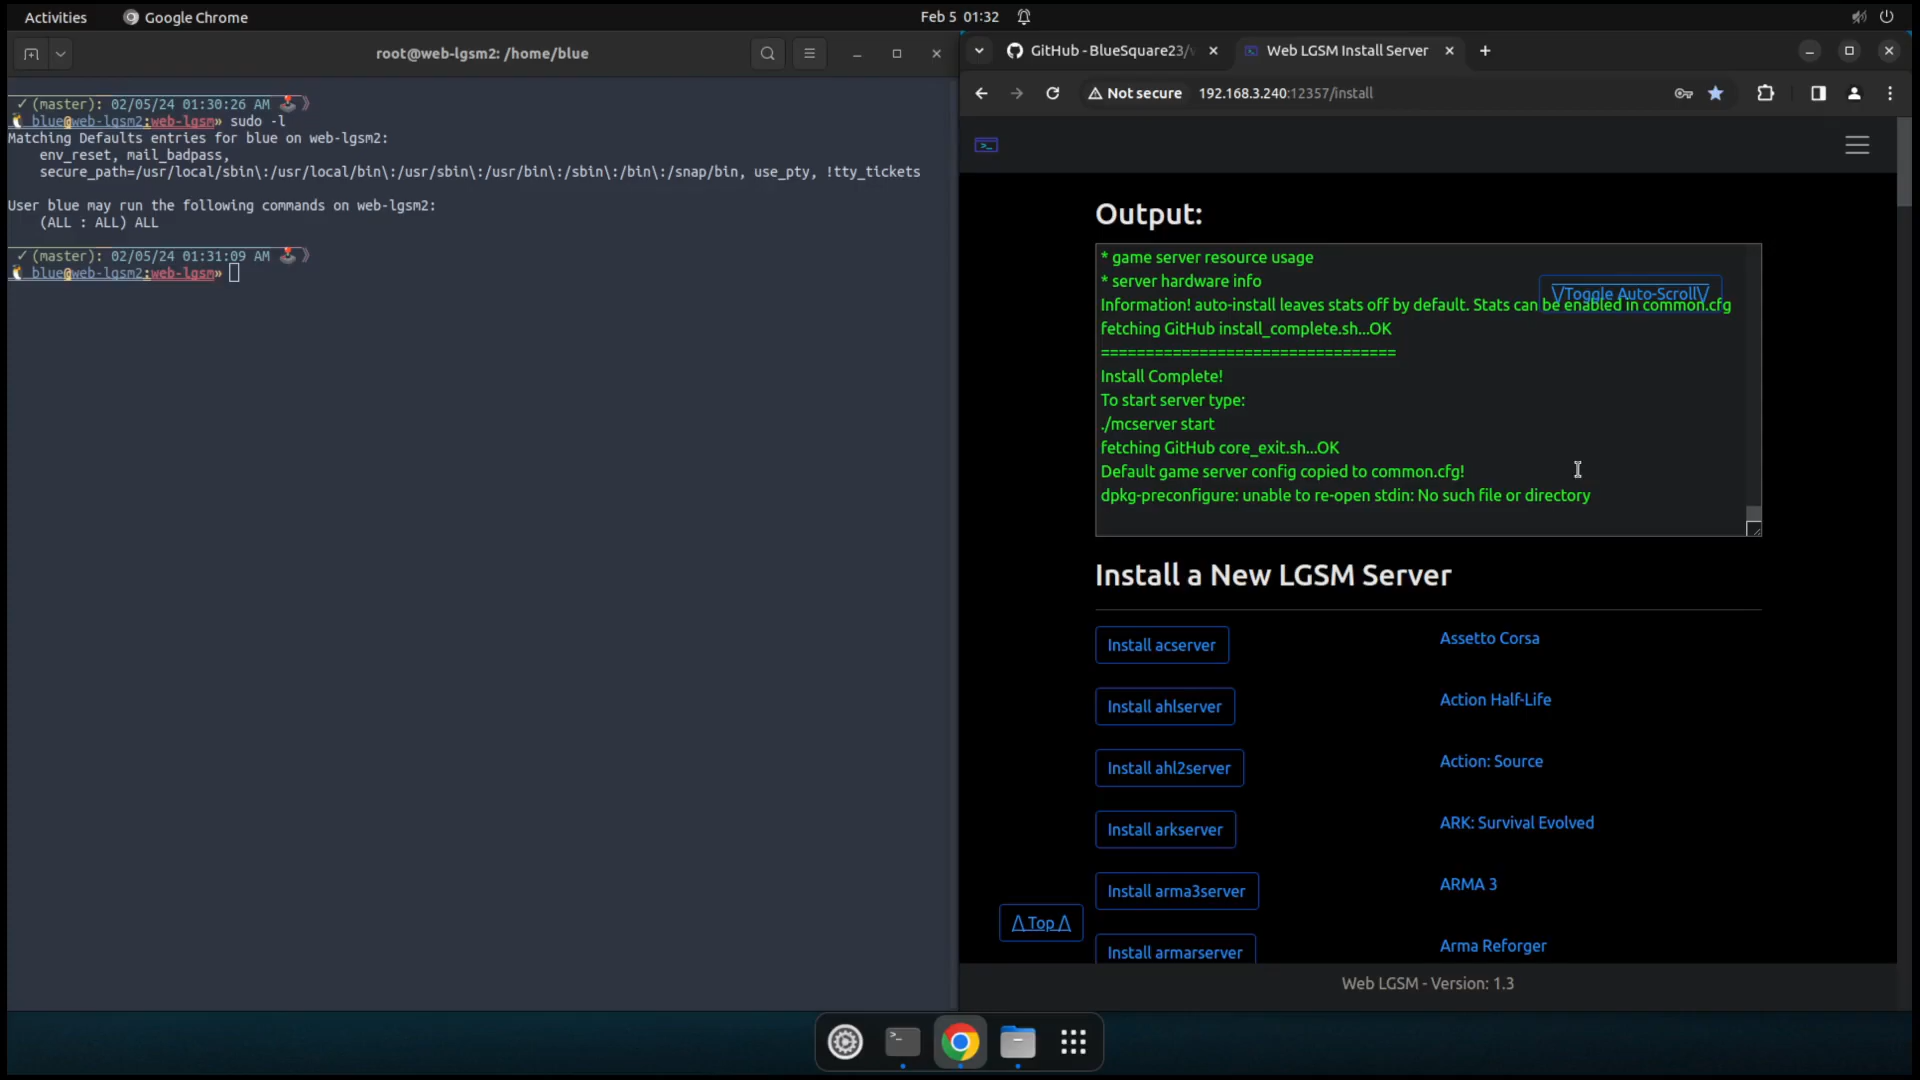 Activities
Google Chrome
Feb 5 01:32
root@web-lgsm2: /home/blue
✓ (master): 02/05/24 01:30:26 AM
blue@web-lgsm2:web-lgsm» sudo -l
Matching Defaults entries for blue on web-lgsm2:
env_reset, mail_badpass,
secure_path=/usr/local/sbin\:/usr/local/bin\:/usr/sbin\:/usr/bin\:/sbin\:/bin\:/snap/bin, use_pty, !tty_tickets
User blue may run the following commands on web-lgsm2:
(ALL : ALL) ALL
✓ (master): 02/05/24 01:31:09 AM
blue@web-lgsm2:web-lgsm»
GitHub - BlueSquare23/
Web LGSM Install Server
Not secure
192.168.3.240:12357/install
Output:
* game server resource usage
* server hardware info
\/Toggle Auto-Scroll\/
Information! auto-install leaves stats off by default. Stats can be enabled in common.cfg
fetching GitHub install_complete.sh...OK
=================================
Install Complete!
To start server type:
./mcserver start
fetching GitHub core_exit.sh...OK
Default game server config copied to common.cfg!
dpkg-preconfigure: unable to re-open stdin: No such file or directory
Install a New LGSM Server
Install acserver
Assetto Corsa
Install ahlserver
Action Half-Life
Install ahl2server
Action: Source
Install arkserver
ARK: Survival Evolved
Install arma3server
ARMA 3
/\ Top /\
Install armarserver
Arma Reforger
Web LGSM - Version: 1.3